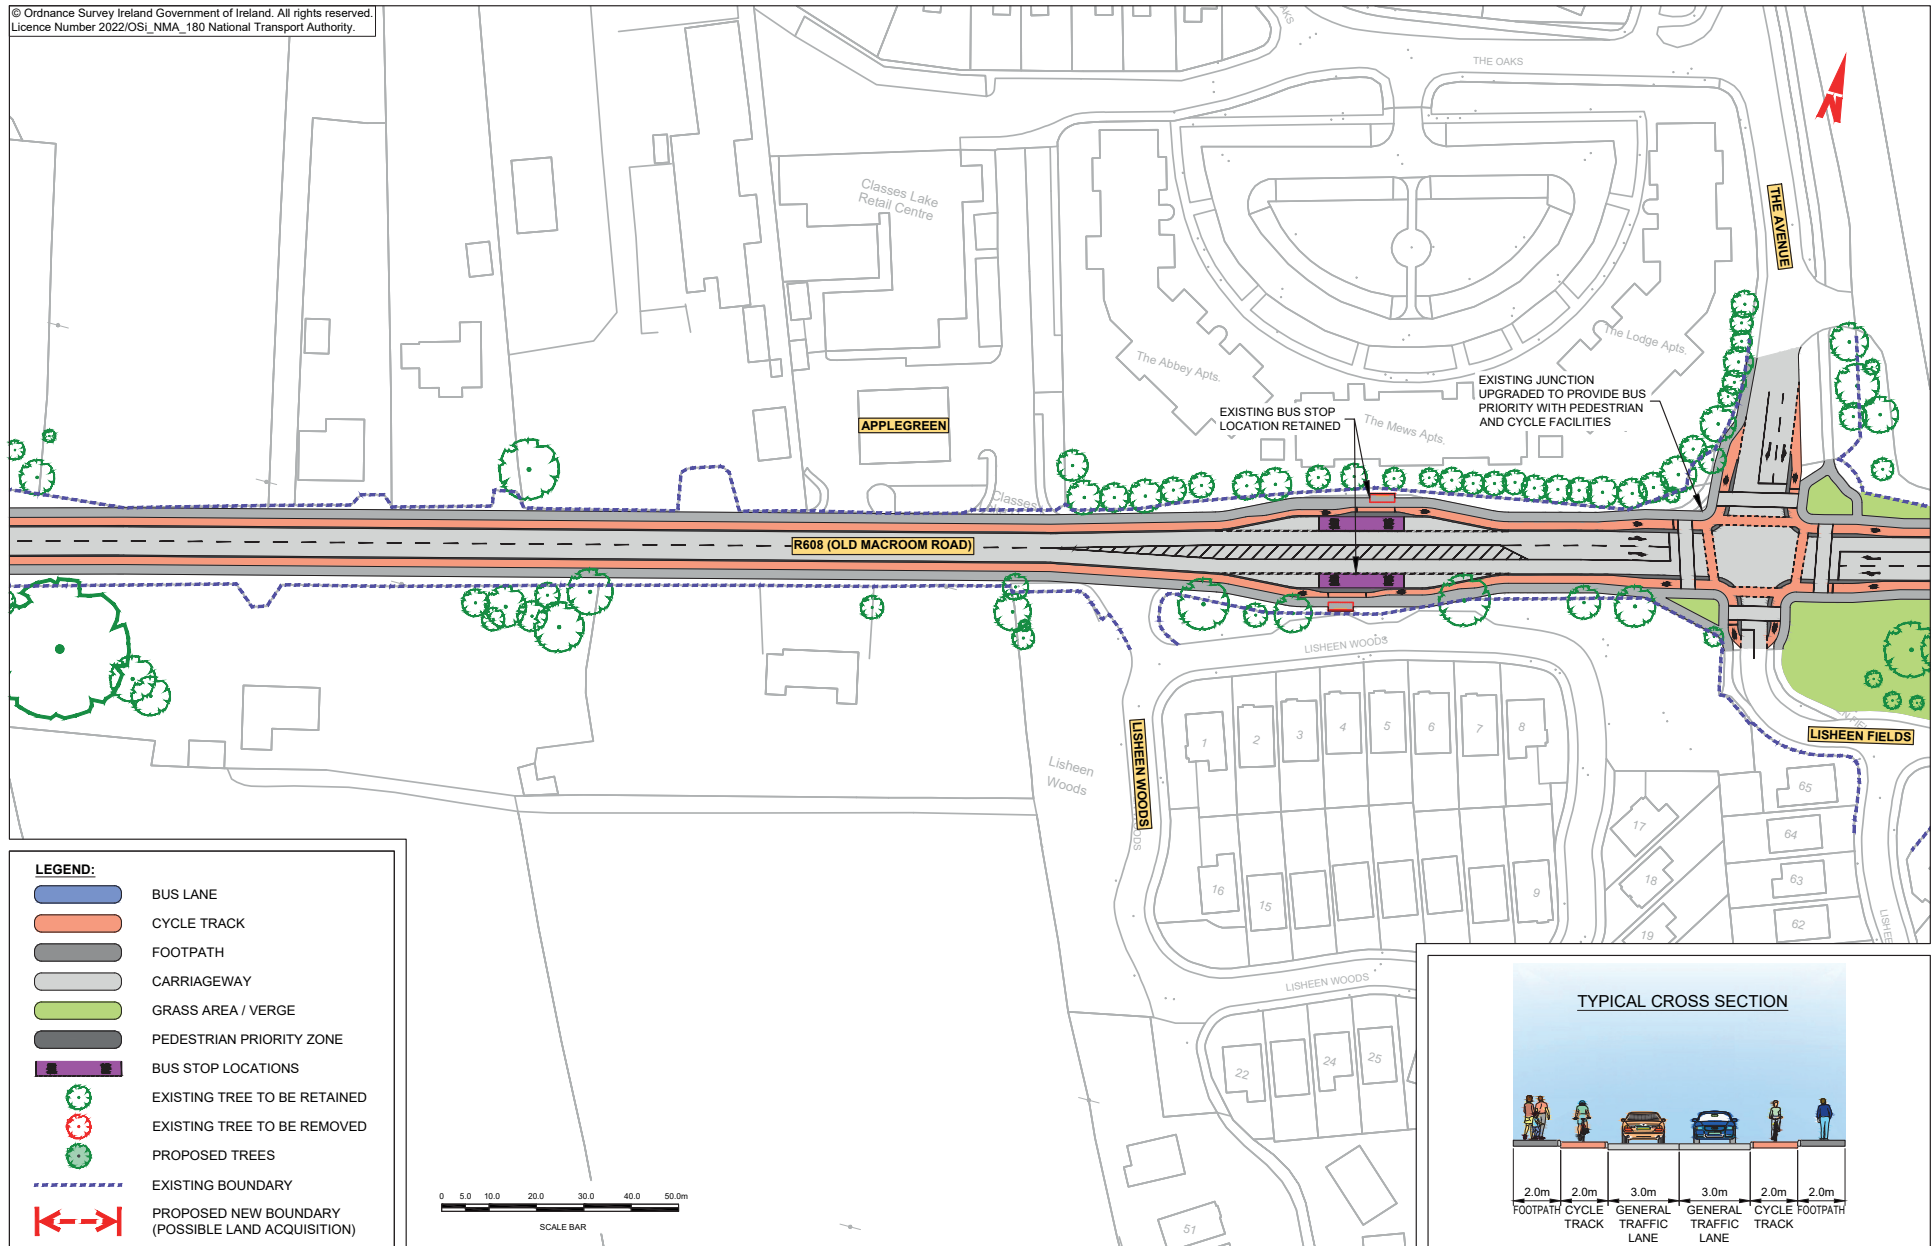 © Ordnance Survey Ireland Government of Ireland. All rights reserved.
Licence Number 2022/OSi_NMA_180 National Transport Authority.
OAKS
THE OAKS
N
THE AVENUE
Classes Lake
Retail Centre
The Abbey Apts.
The Lodge Apts.
The Mews Apts.
APPLEGREEN
EXISTING BUS STOP
LOCATION RETAINED
EXISTING JUNCTION
UPGRADED TO PROVIDE BUS
PRIORITY WITH PEDESTRIAN
AND CYCLE FACILITIES
Classes
R608 (OLD MACROOM ROAD)
LISHEEN WOODS
LISHEEN WOODS
Lisheen
Woods
1
2
3
4
5
6
7
8
16
15
9
17
18
19
LISHEEN FIELDS
65
64
63
62
LISHEEN WOODS
22
24
25
51
LEGEND:
BUS LANE
CYCLE TRACK
FOOTPATH
CARRIAGEWAY
GRASS AREA / VERGE
PEDESTRIAN PRIORITY ZONE
BUS STOP LOCATIONS
EXISTING TREE TO BE RETAINED
EXISTING TREE TO BE REMOVED
PROPOSED TREES
EXISTING BOUNDARY
PROPOSED NEW BOUNDARY
(POSSIBLE LAND ACQUISITION)
0 5.0 10.0 20.0 30.0 40.0 50.0m
SCALE BAR
TYPICAL CROSS SECTION
2.0m 2.0m 3.0m 3.0m 2.0m 2.0m
FOOTPATH CYCLE TRACK GENERAL TRAFFIC LANE GENERAL TRAFFIC LANE CYCLE TRACK FOOTPATH